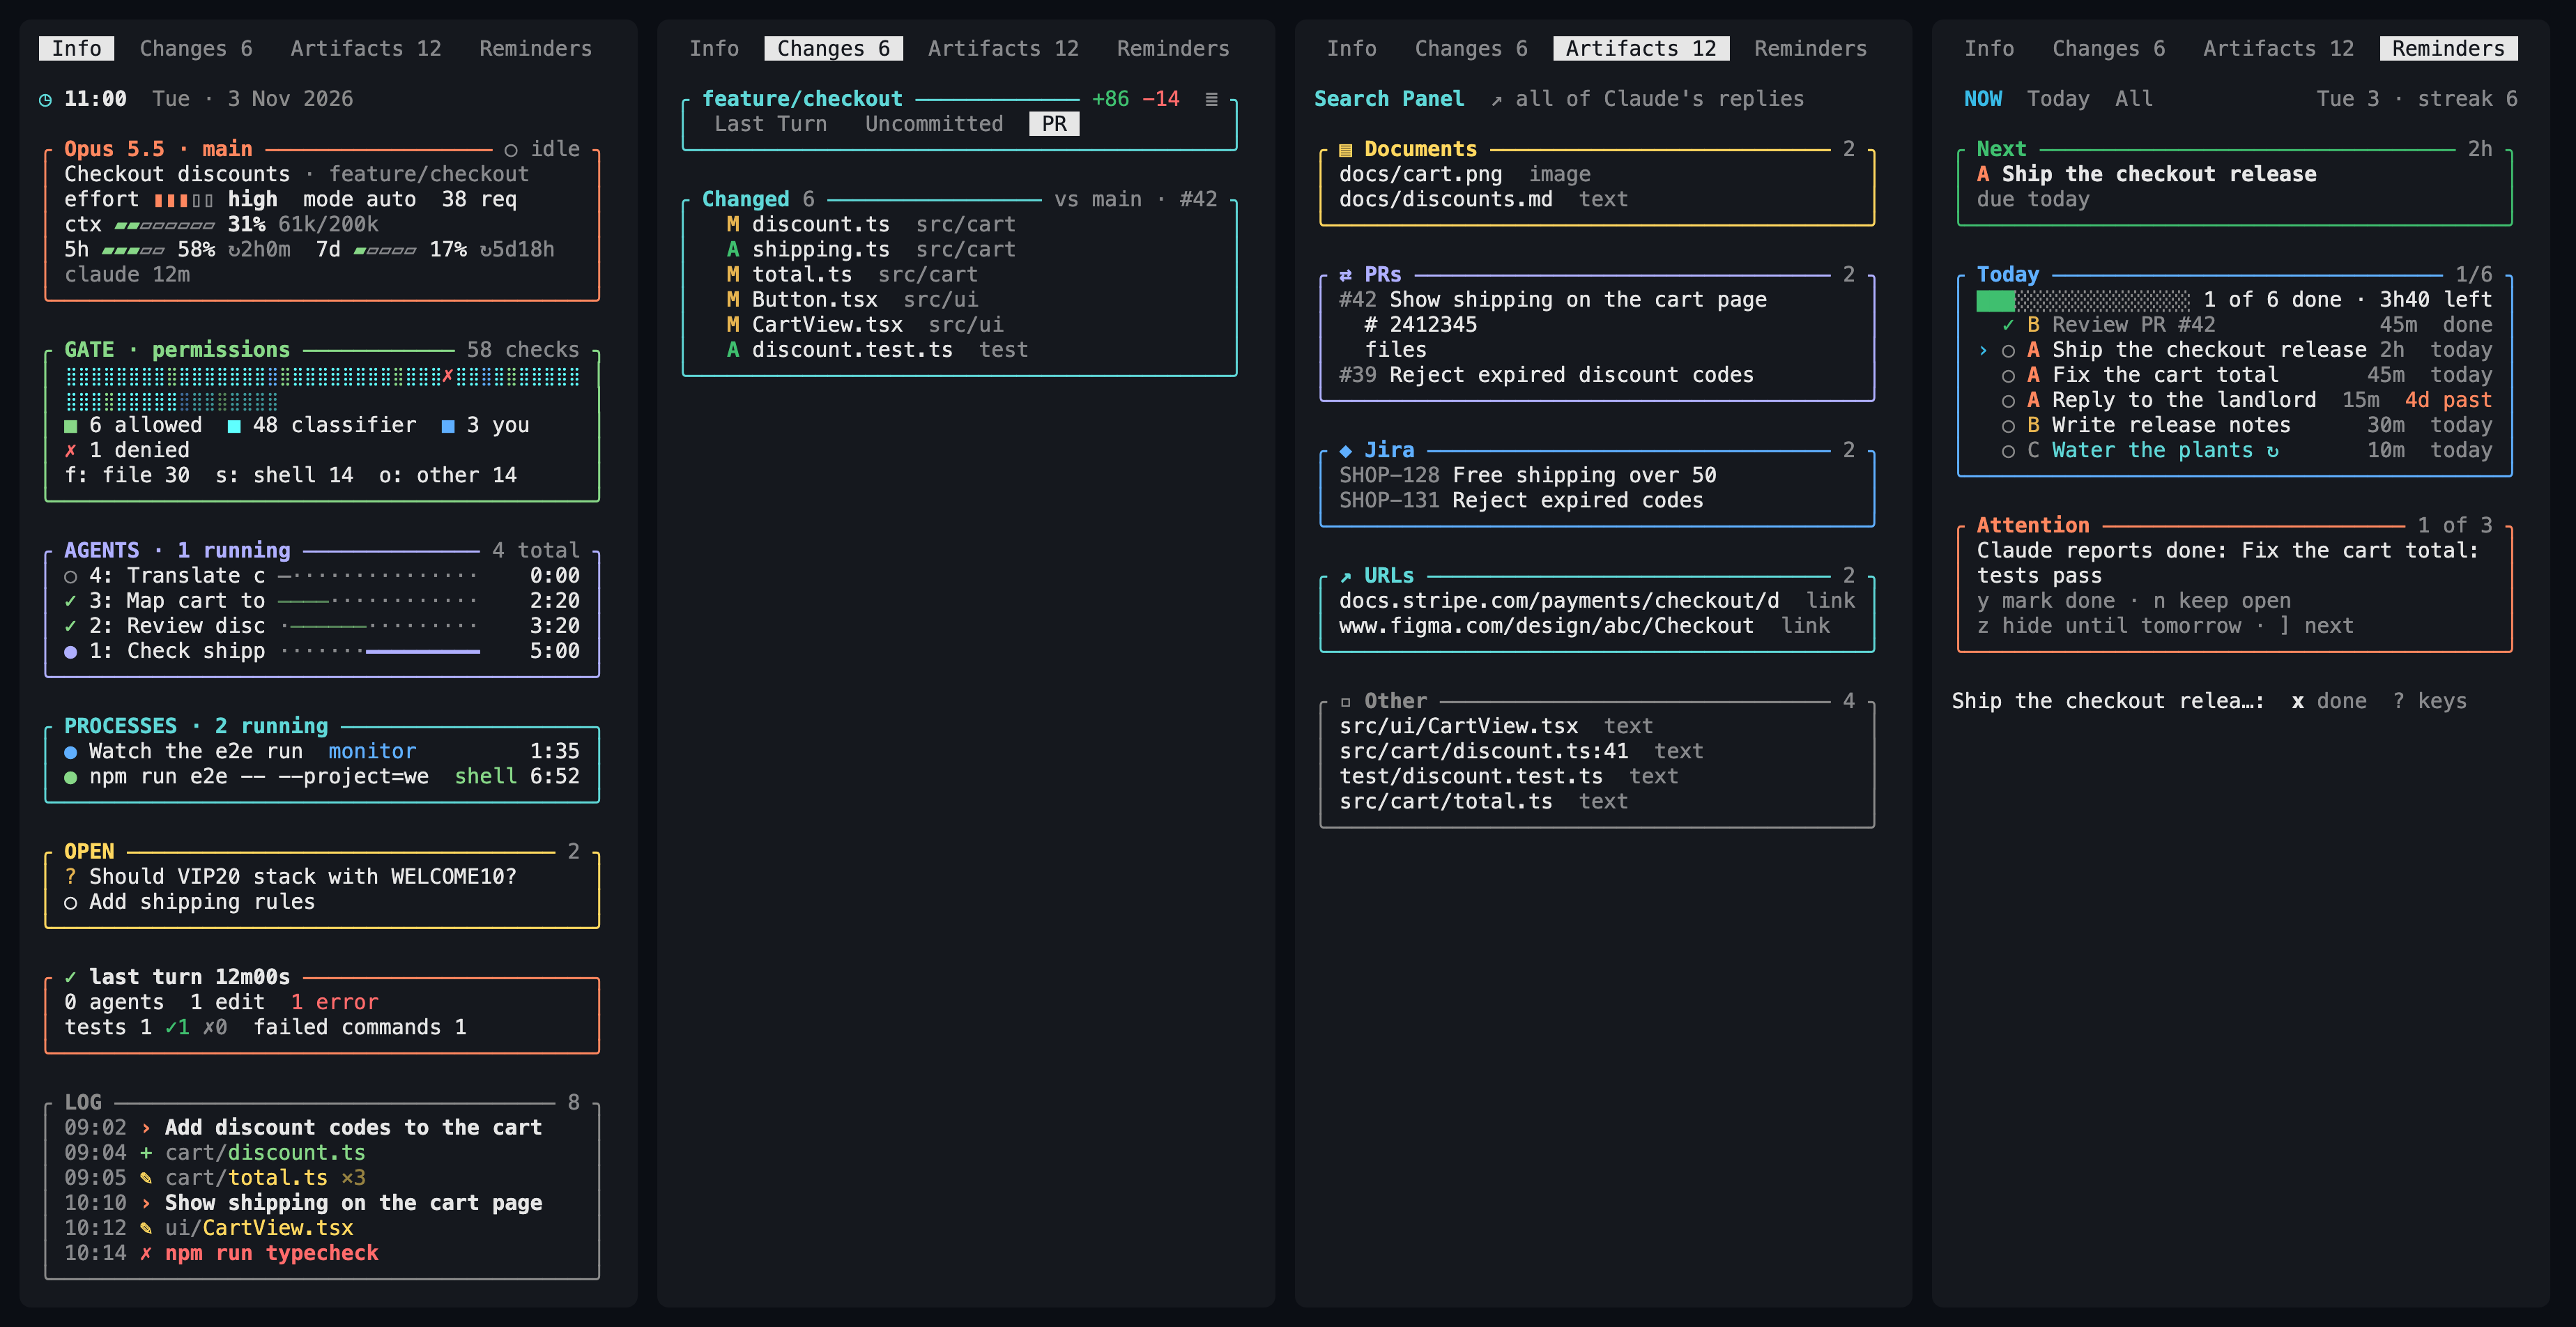 Info  Changes 6  Artifacts 12  Reminders
◷ 11:00  Tue · 3 Nov 2026
Opus 5.5 · main  ○ idle
Checkout discounts · feature/checkout
effort ▮▮▮▯▯ high  mode auto  38 req
ctx ▰▰▱▱▱▱▱▱ 31% 61k/200k
5h ▰▰▰▱▱ 58% ↻2h0m  7d ▰▱▱▱▱ 17% ↻5d18h
claude 12m
GATE · permissions  58 checks
■ 6 allowed  ■ 48 classifier  ■ 3 you
✗ 1 denied
f: file 30  s: shell 14  o: other 14
AGENTS · 1 running  4 total
○ 4: Translate c  0:00
✓ 3: Map cart to  2:20
✓ 2: Review disc  3:20
● 1: Check shipp  5:00
PROCESSES · 2 running
● Watch the e2e run  monitor  1:35
● npm run e2e -- --project=we  shell 6:52
OPEN  2
? Should VIP20 stack with WELCOME10?
○ Add shipping rules
✓ last turn 12m00s
0 agents  1 edit  1 error
tests 1 ✓1 ✗0  failed commands 1
LOG  8
09:02 › Add discount codes to the cart
09:04 + cart/discount.ts
09:05 ✎ cart/total.ts ×3
10:10 › Show shipping on the cart page
10:12 ✎ ui/CartView.tsx
10:14 ✗ npm run typecheck
Info  Changes 6  Artifacts 12  Reminders
feature/checkout  +86 −14  ≣
Last Turn  Uncommitted  PR
Changed 6  vs main · #42
M discount.ts  src/cart
A shipping.ts  src/cart
M total.ts  src/cart
M Button.tsx  src/ui
M CartView.tsx  src/ui
A discount.test.ts  test
Info  Changes 6  Artifacts 12  Reminders
Search Panel  ↗ all of Claude's replies
▤ Documents  2
docs/cart.png  image
docs/discounts.md  text
⇄ PRs  2
#42 Show shipping on the cart page
# 2412345
files
#39 Reject expired discount codes
◆ Jira  2
SHOP-128 Free shipping over 50
SHOP-131 Reject expired codes
↗ URLs  2
docs.stripe.com/payments/checkout/d  link
www.figma.com/design/abc/Checkout  link
▫ Other  4
src/ui/CartView.tsx  text
src/cart/discount.ts:41  text
test/discount.test.ts  text
src/cart/total.ts  text
Info  Changes 6  Artifacts 12  Reminders
NOW  Today  All  Tue 3 · streak 6
Next  2h
A Ship the checkout release
due today
Today  1/6
1 of 6 done · 3h40 left
✓ B Review PR #42  45m  done
› ○ A Ship the checkout release 2h  today
○ A Fix the cart total  45m  today
○ A Reply to the landlord  15m  4d past
○ B Write release notes  30m  today
○ C Water the plants ↻  10m  today
Attention  1 of 3
Claude reports done: Fix the cart total:
tests pass
y mark done · n keep open
z hide until tomorrow · ] next
Ship the checkout relea…:  x done  ? keys